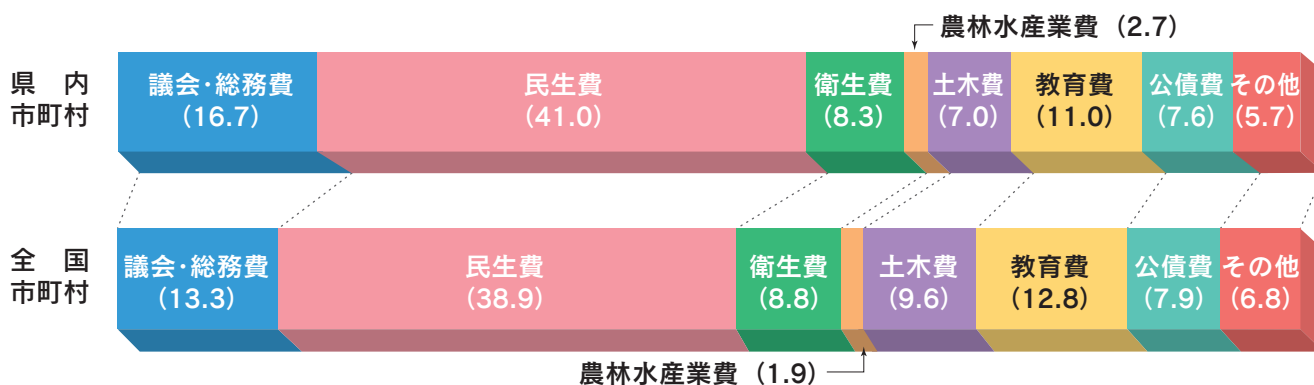 農林水産業費（2.7）
県　内
市町村
議会・総務費
（16.7）
民生費
（41.0）
衛生費
（8.3）
土木費
（7.0）
教育費
（11.0）
公債費
（7.6）
その他
（5.7）
全　国
市町村
議会・総務費
（13.3）
民生費
（38.9）
衛生費
（8.8）
土木費
（9.6）
教育費
（12.8）
公債費
（7.9）
その他
（6.8）
農林水産業費（1.9）